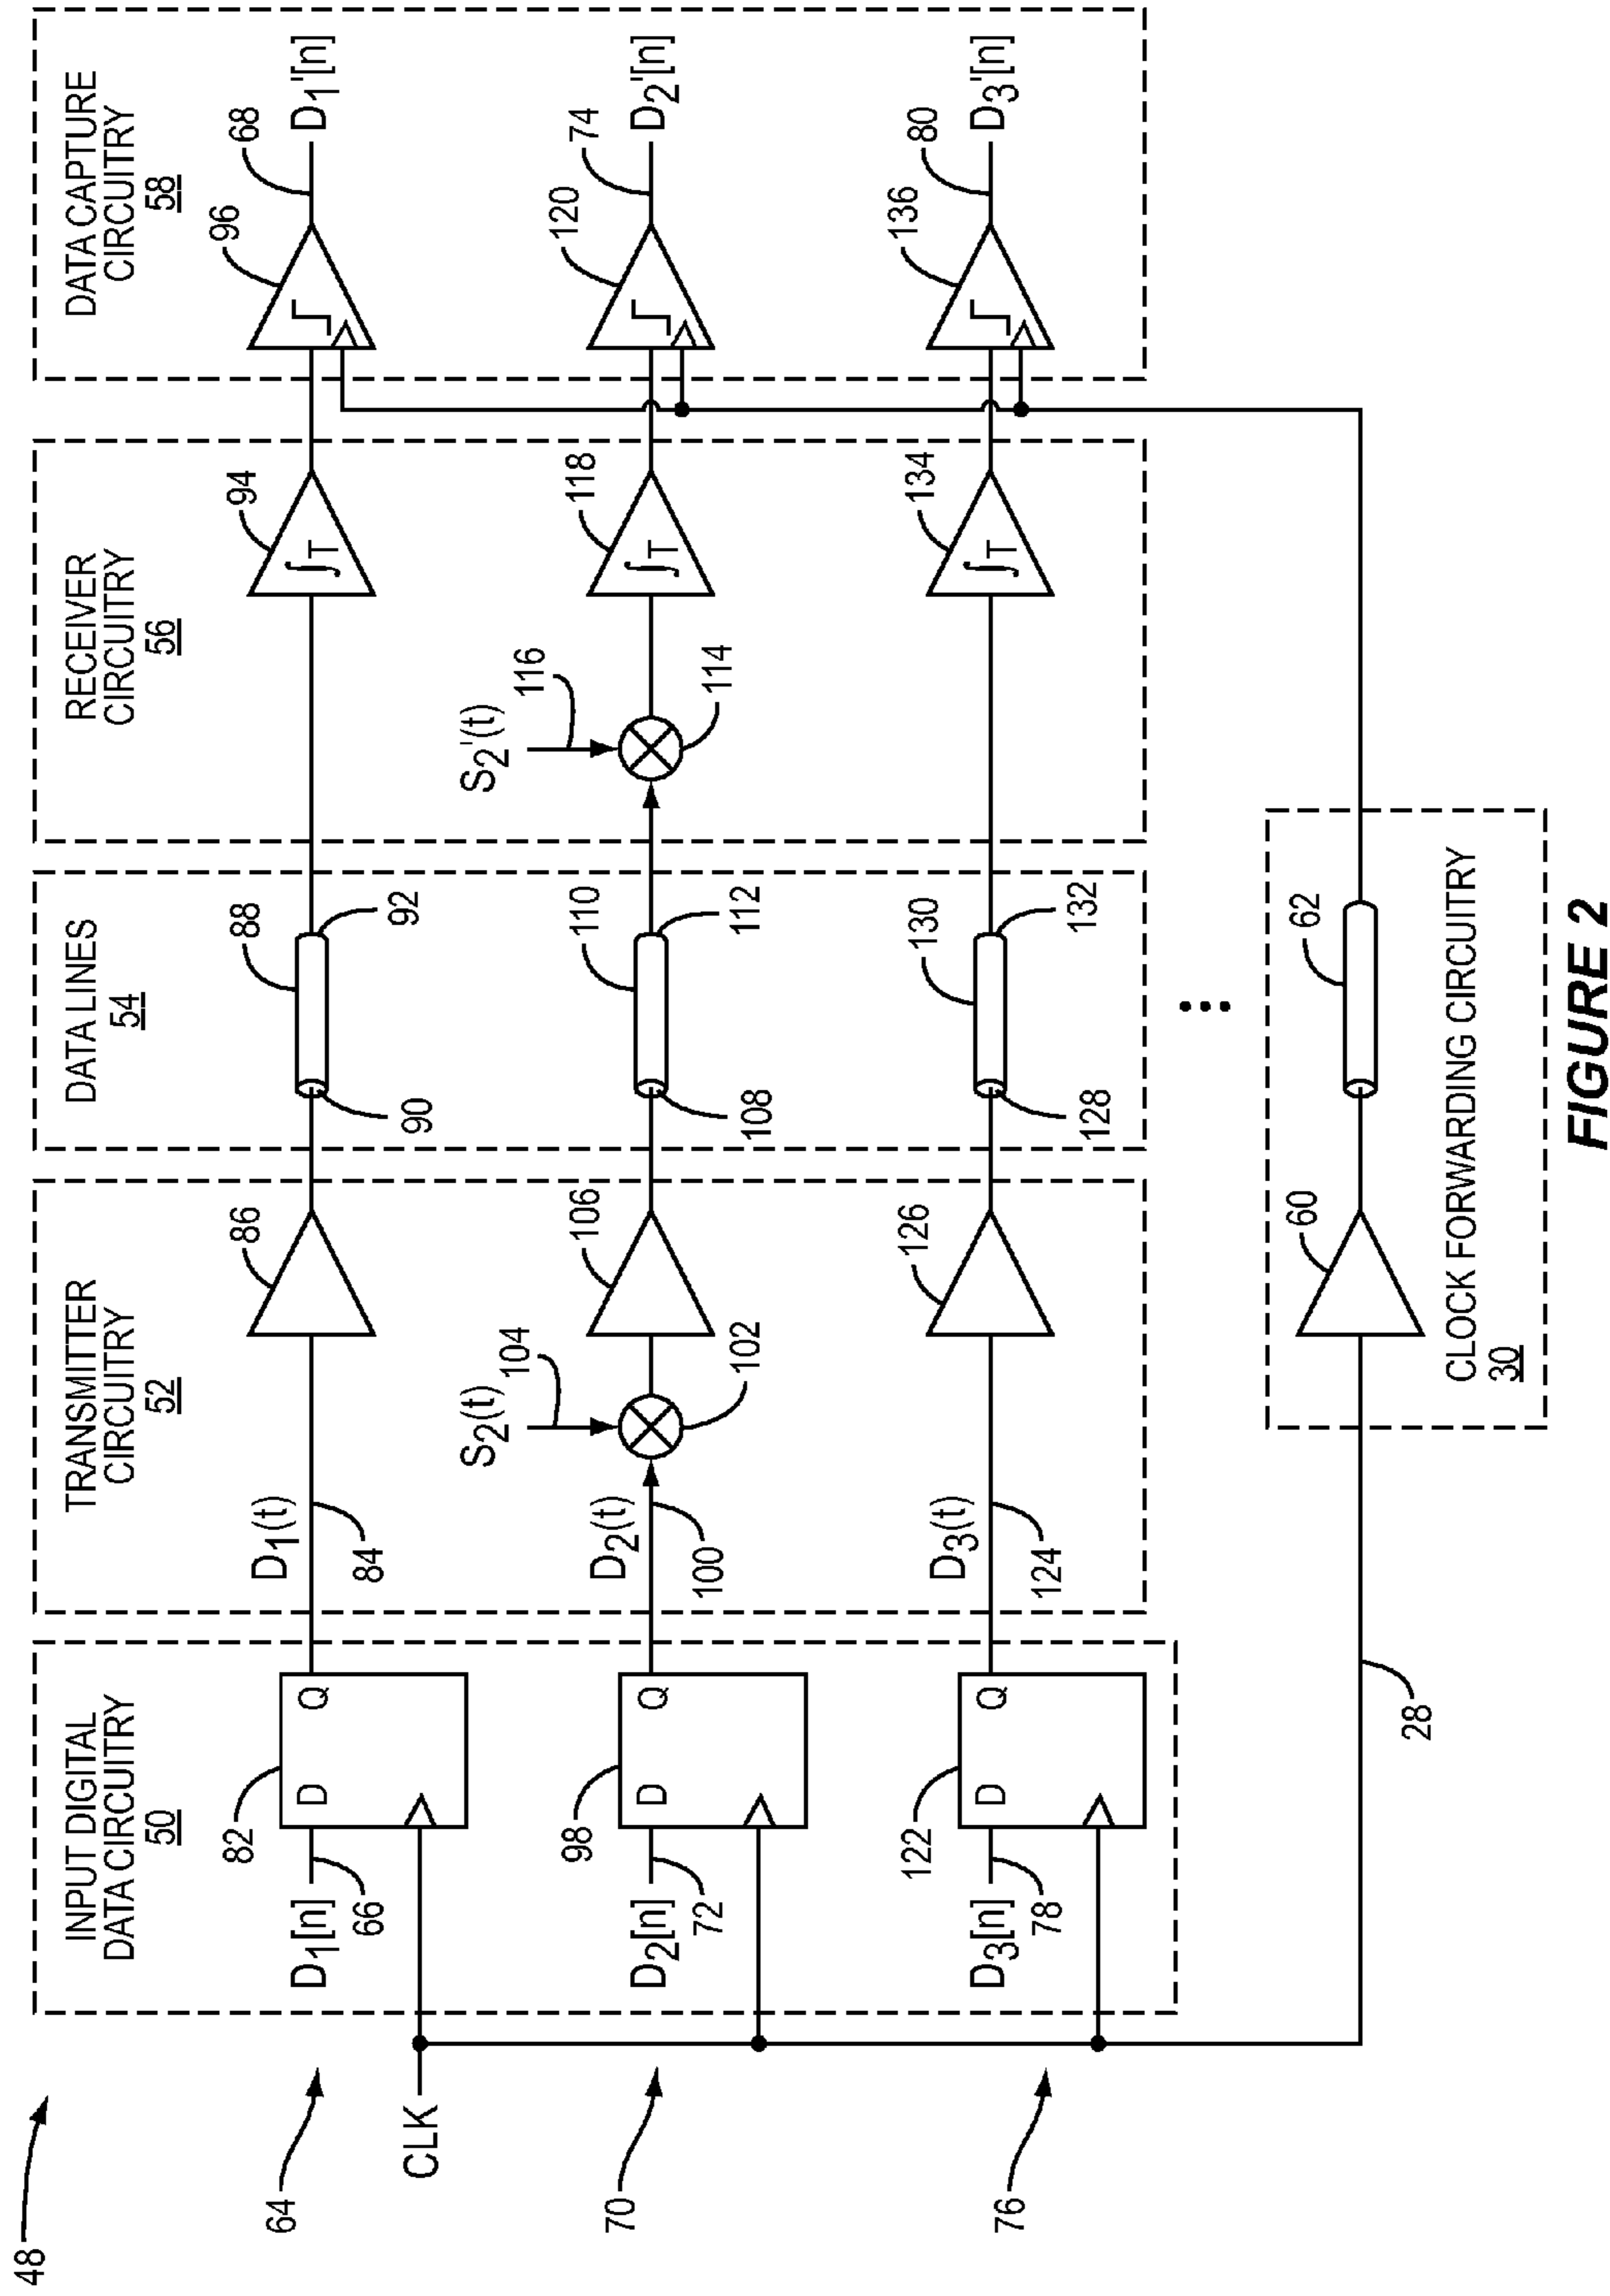 48
INPUT DIGITAL
DATA CIRCUITRY
50
TRANSMITTER
CIRCUITRY
52
DATA LINES
54
RECEIVER
CIRCUITRY
56
DATA CAPTURE
CIRCUITRY
58
64
D1[n]
66
82
D
Q
D1(t)
84
86
90
88
92
94
∫T
96
68
D1'[n]
CLK
70
D2[n]
72
98
D
Q
D2(t)
100
S2(t)
104
102
106
108
110
112
S2'(t)
116
114
118
∫T
120
74
D2'[n]
76
D3[n]
78
122
D
Q
D3(t)
124
126
128
130
132
134
∫T
136
80
D3'[n]
28
60
62
CLOCK FORWARDING CIRCUITRY
30
FIGURE 2